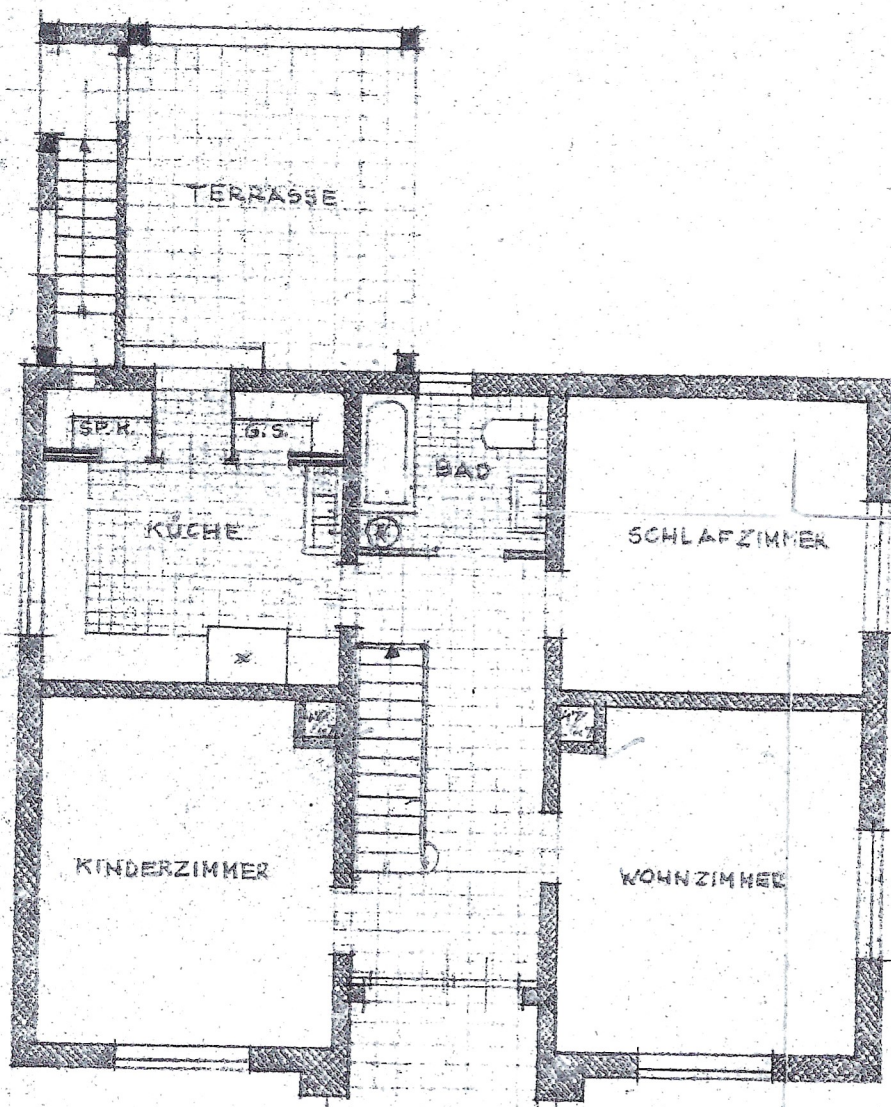 TERRASSE
SP.K.
G.S.
BAD
KÜCHE
SCHLAFZIMMER
KINDERZIMMER
WOHNZIMMER